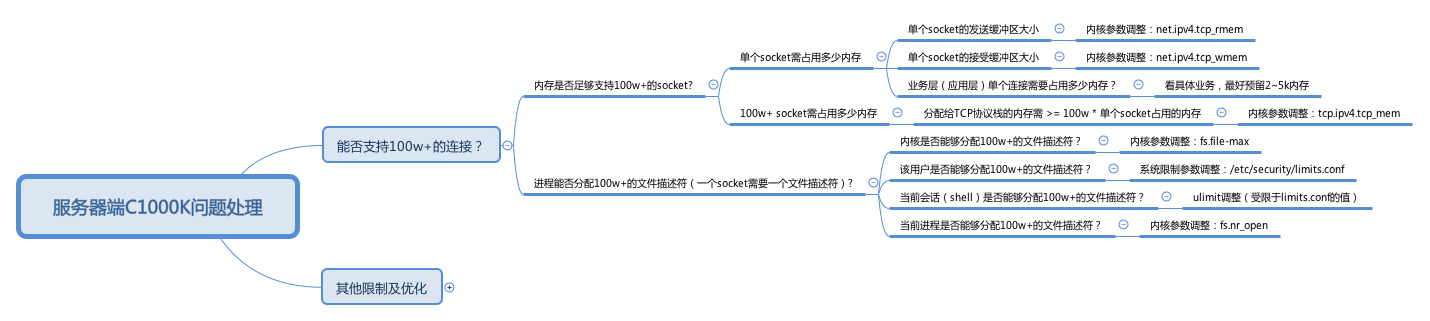 服务器端C1000K问题处理
能否支持100w+的连接？
内存是否足够支持100w+的socket?
单个socket需占用多少内存
单个socket的发送缓冲区大小
内核参数调整：net.ipv4.tcp_rmem
单个socket的接受缓冲区大小
内核参数调整：net.ipv4.tcp_wmem
业务层（应用层）单个连接需要占用多少内存？
看具体业务，最好预留2~5k内存
100w+ socket需占用多少内存
分配给TCP协议栈的内存需 >= 100w * 单个socket占用的内存
内核参数调整：tcp.ipv4.tcp_mem
进程能否分配100w+的文件描述符（一个socket需要一个文件描述符）?
内核是否能够分配100w+的文件描述符？
内核参数调整：fs.file-max
该用户是否能够分配100w+的文件描述符？
系统限制参数调整：/etc/security/limits.conf
当前会话（shell）是否能够分配100w+的文件描述符？
ulimit调整（受限于limits.conf的值）
当前进程是否能够分配100w+的文件描述符？
内核参数调整：fs.nr_open
其他限制及优化